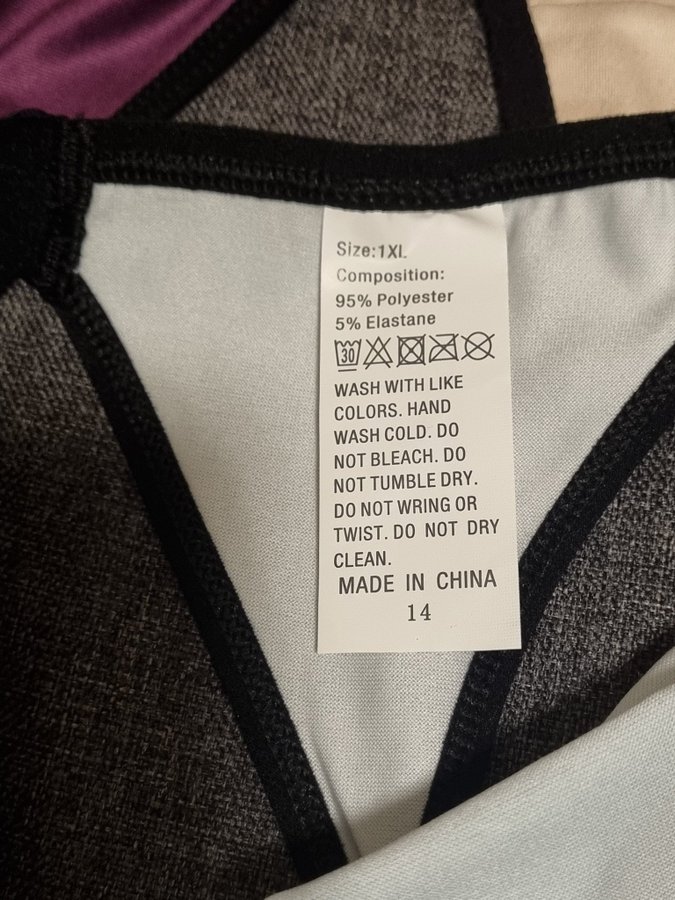 Size:1XL
Composition:
95% Polyester
5% Elastane
30
WASH WITH LIKE
COLORS. HAND
WASH COLD. DO
NOT BLEACH. DO
NOT TUMBLE DRY.
DO NOT WRING OR
TWIST. DO NOT DRY
CLEAN.
MADE IN CHINA
14